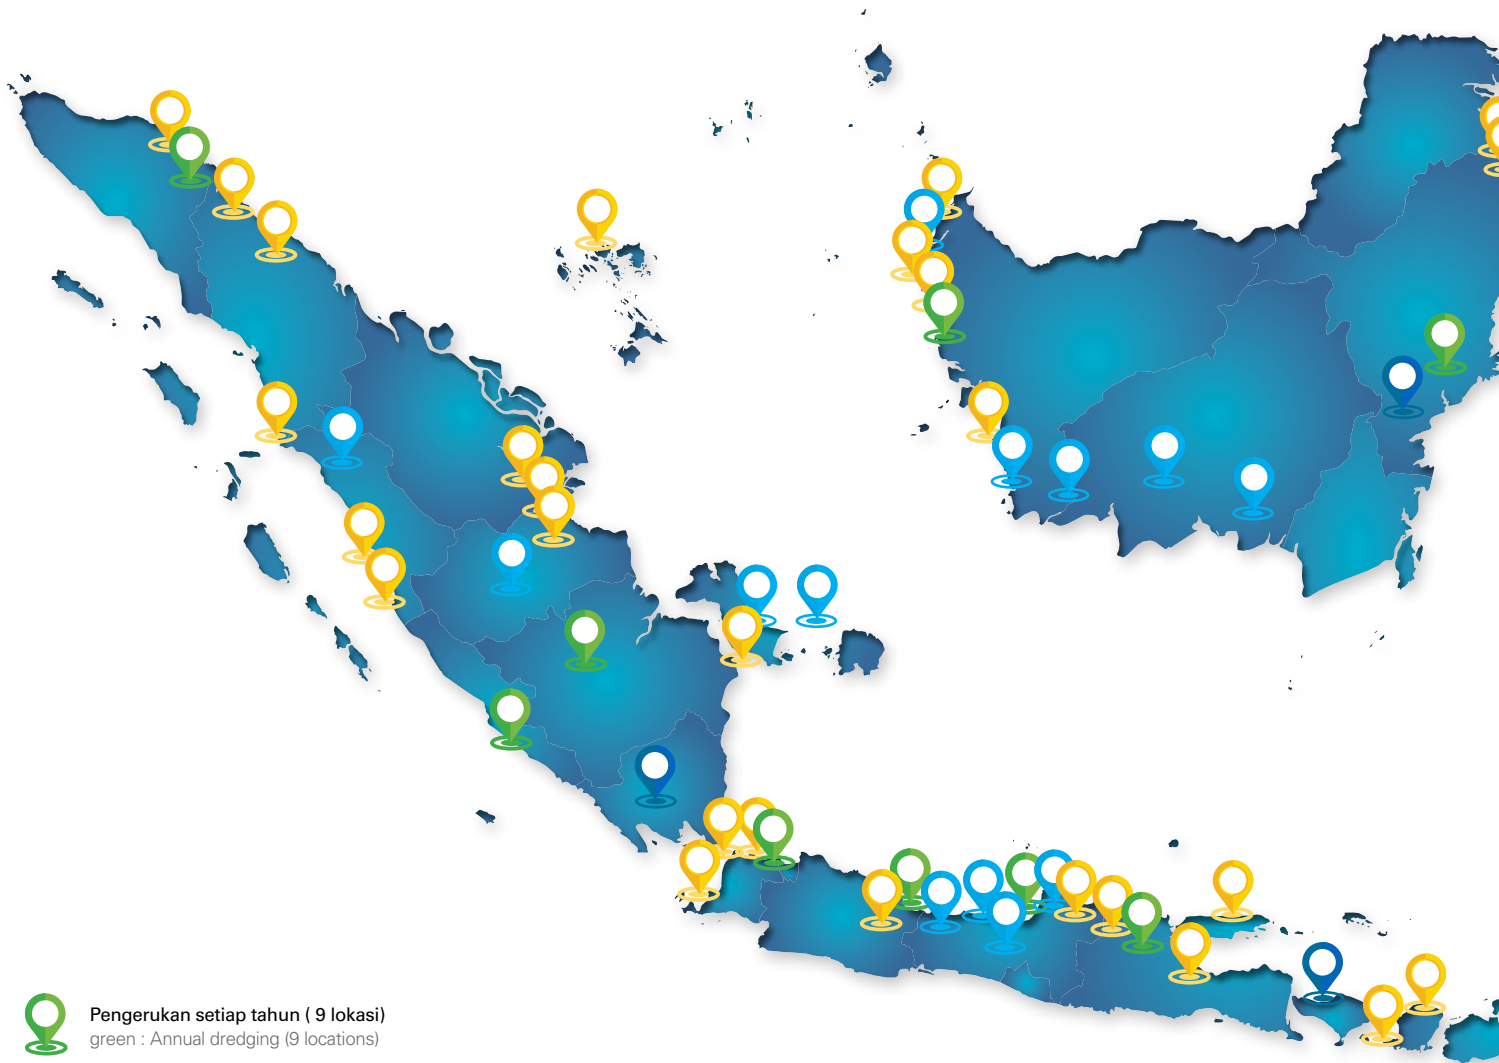 Pengerukan setiap tahun ( 9 lokasi)
green : Annual dredging (9 locations)